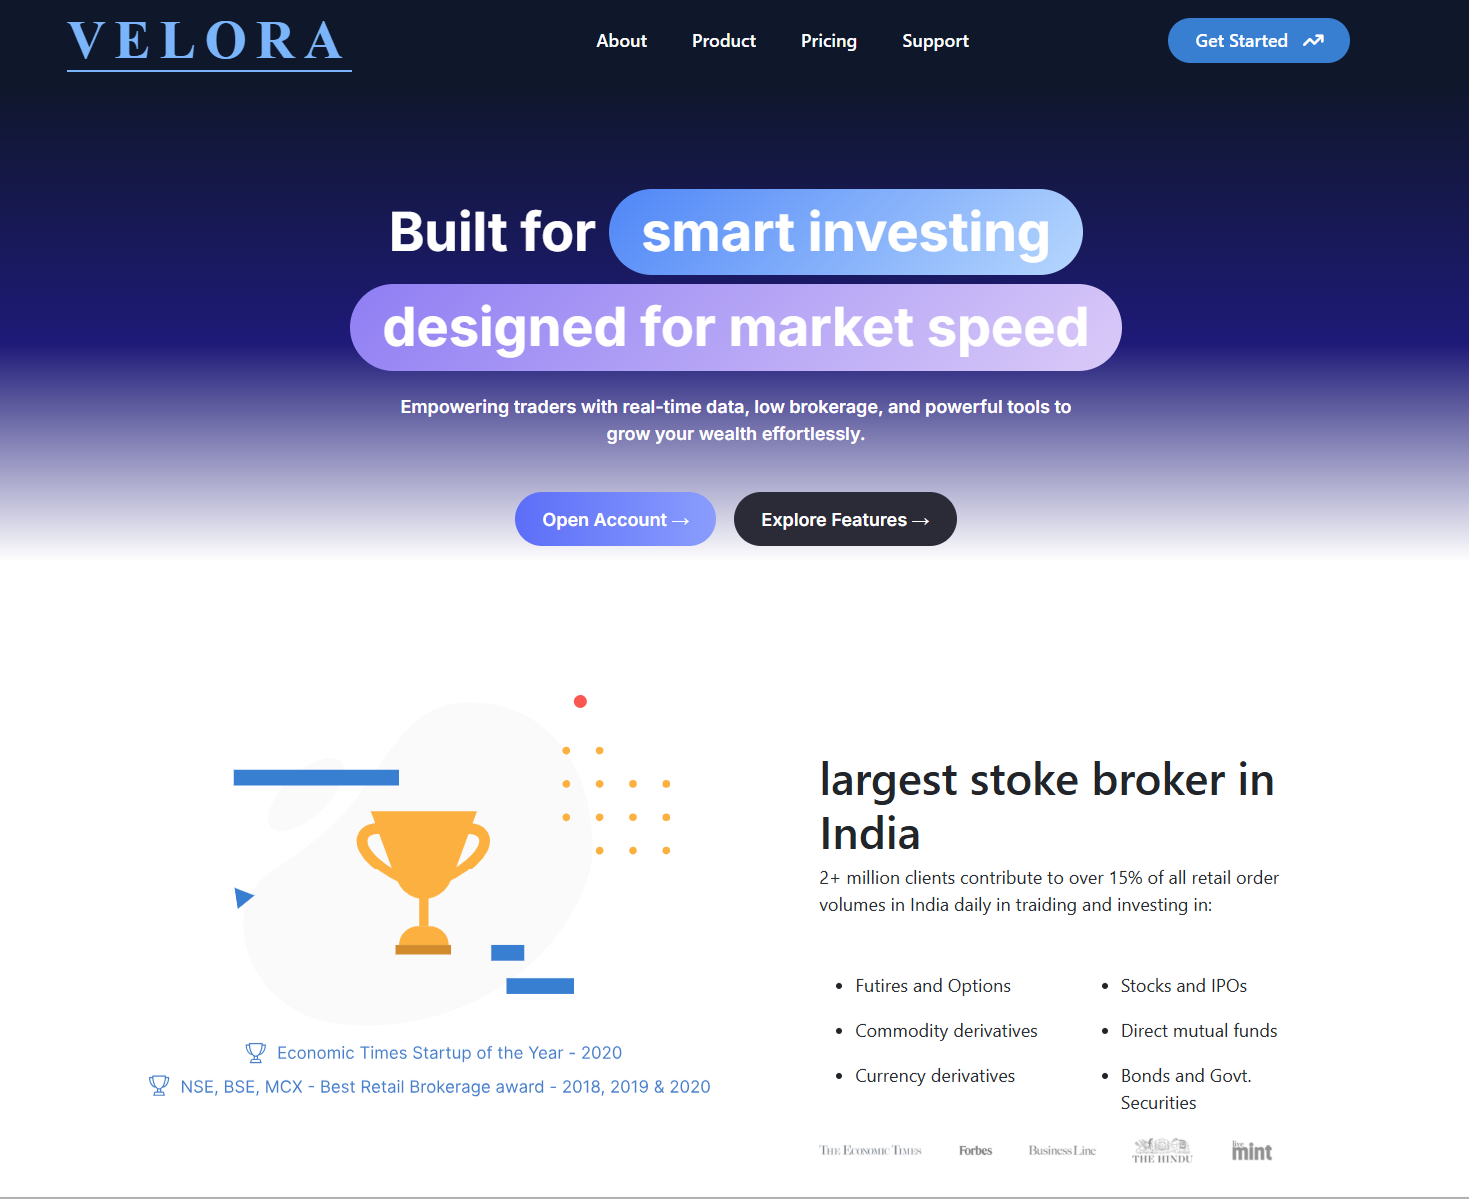 VELORA
About Product Pricing Support
Get Started
Built for smart investing
designed for market speed
Empowering traders with real-time data, low brokerage, and powerful tools to
grow your wealth effortlessly.
Open Account →
Explore Features →
Economic Times Startup of the Year - 2020
NSE, BSE, MCX - Best Retail Brokerage award - 2018, 2019 & 2020
largest stoke broker in
India
2+ million clients contribute to over 15% of all retail order
volumes in India daily in traiding and investing in:
• Futires and Options
• Commodity derivatives
• Currency derivatives
• Stocks and IPOs
• Direct mutual funds
• Bonds and Govt.
Securities
THE ECONOMIC TIMES
Forbes
BusinessLine
THE HINDU
live
mint